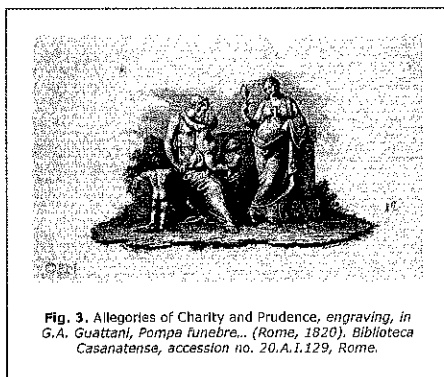 Fig. 3. Allegories of Charity and Prudence, engraving, in
G.A. Guattani, Pompa funebre... (Rome, 1820). Biblioteca
Casanatense, accession no. 20.A.I.129, Rome.